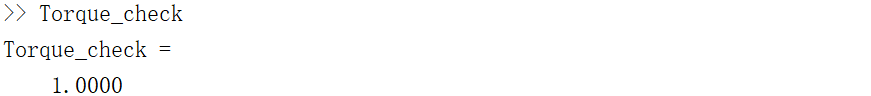 >> Torque_check
Torque_check =
    1.0000